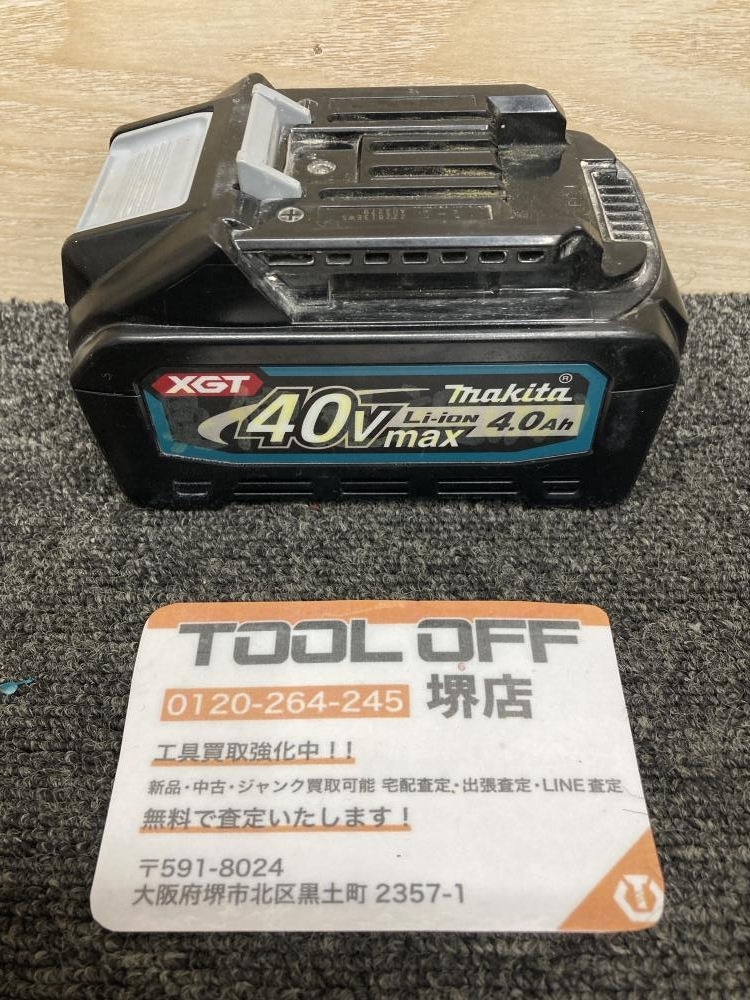 XGT
40Vmax
Li-ion
makita®
4.0Ah
TOOL OFF
0120-264-245 堺店
工具買取強化中!!
新品・中古・ジャンク買取可能 宅配査定・出張査定・LINE査定
無料で査定いたします!
〒591-8024
大阪府堺市北区黒土町 2357-1